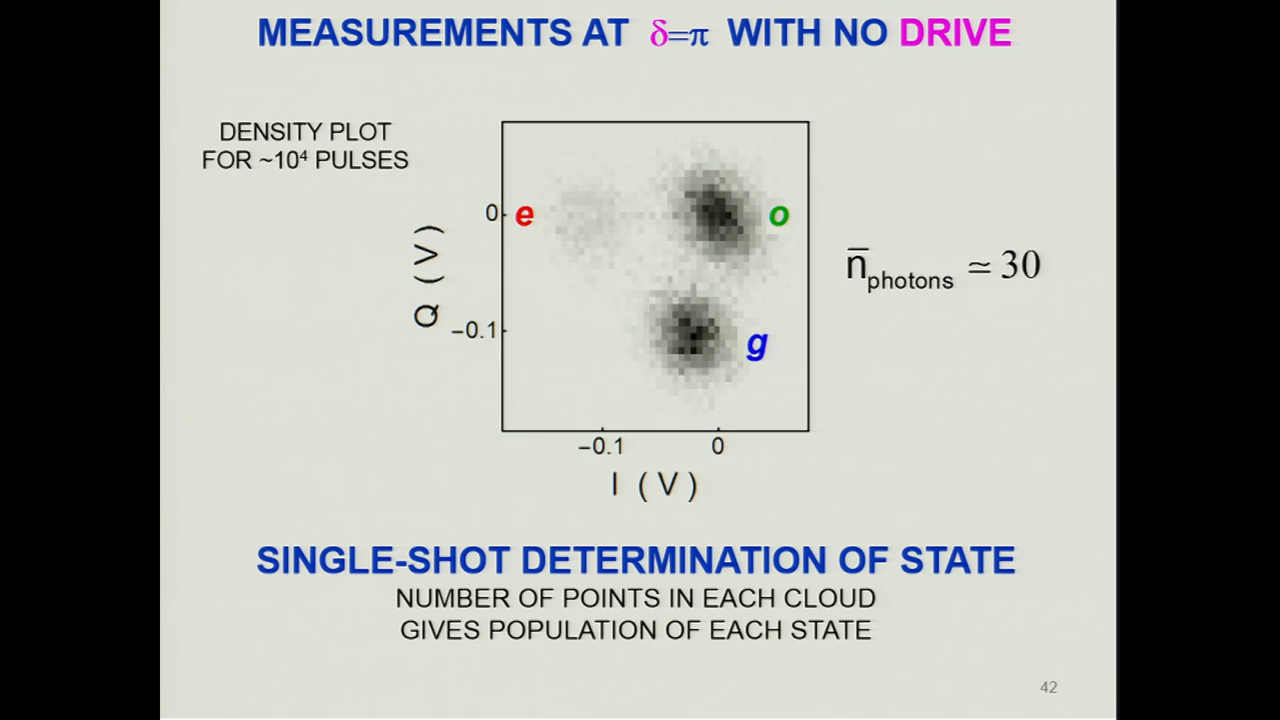 MEASUREMENTS AT δ=π WITH NO DRIVE
DENSITY PLOT
FOR ~10⁴ PULSES
0
e
o
Q (V)
n̅photons ≃ 30
−0.1
g
−0.1
0
I (V)
SINGLE-SHOT DETERMINATION OF STATE
NUMBER OF POINTS IN EACH CLOUD
GIVES POPULATION OF EACH STATE
42